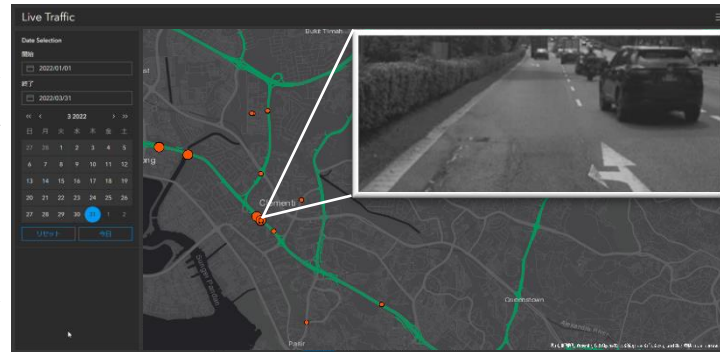 Live Traffic
Date Selection
開始
2022/01/01
終了
2022/03/31
<< < 3 2022 > >>
日 月 火 水 木 金 土
27 28 1 2 3 4 5
6 7 8 9 10 11 12
13 14 15 16 17 18 19
20 21 22 23 24 25 26
27 28 29 30 31 1 2
リセット 今日
Bukit Timah
Clementi
Queenstown
Pasir